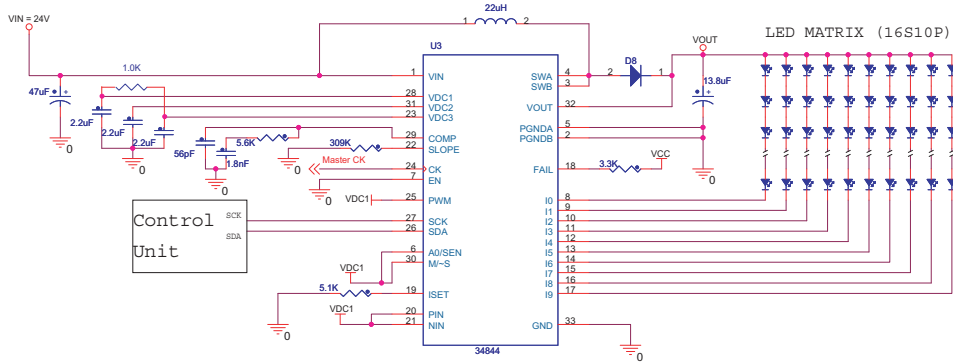 22uH
1
2
VIN = 24V
VOUT
LED MATRIX (16S10P)
U3
1.0K
47uF
1 VIN
SWA 4
SWB 3
2 D8 1
13.8uF
28 VDC1
31 VDC2
23 VDC3
VOUT 32
2.2uF
2.2uF
2.2uF
0
0
PGNDA 5
PGNDB 2
29 COMP
22 SLOPE
5.6K
309K
56pF
1.8nF
0
0
0
Master CK
24 CK
7 EN
0
FAIL 18
3.3K
VCC
VDC1
25 PWM
I0 8
I1 9
I2 10
I3 11
I4 12
I5 13
I6 14
I7 15
I8 16
I9 17
Control
Unit
SCK
SDA
27 SCK
26 SDA
6 A0/SEN
30 M/~S
VDC1
5.1K
19 ISET
0
VDC1
20 PIN
21 NIN
GND 33
0
34844